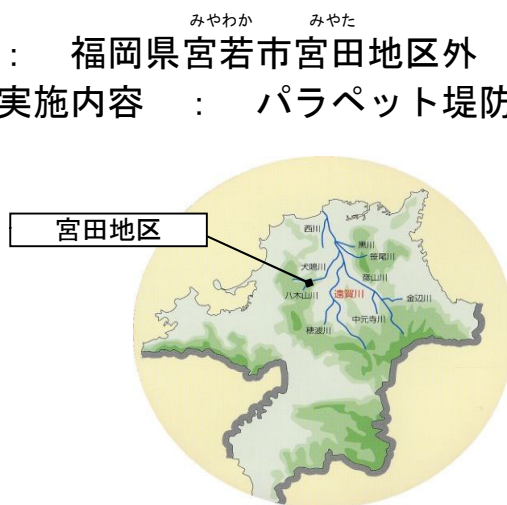 みやわか みやた
： 福岡県宮若市宮田地区外
実施内容 ： パラペット堤防
宮田地区
西川
黒川
笹尾川
犬鳴川
彦山川
八木山川
遠賀川
金辺川
中元寺川
穂波川